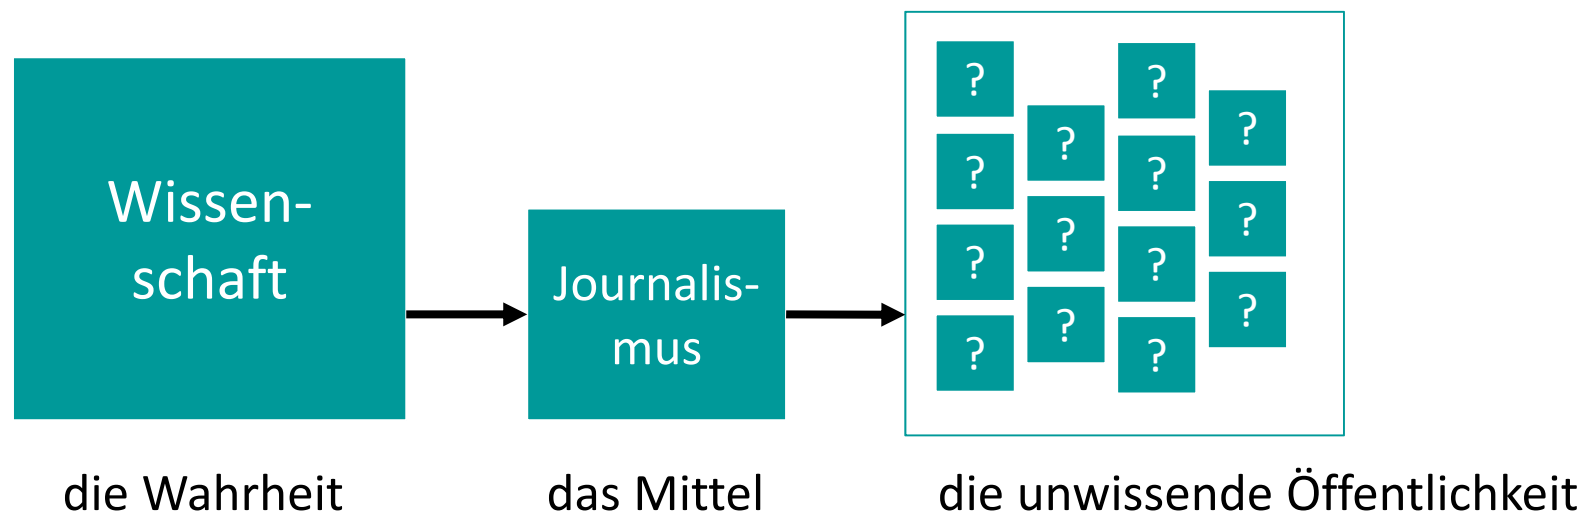 Wissen-
schaft
Journalis-
mus
?
?
?
?
?
?
?
?
?
?
?
?
?
?
die Wahrheit
das Mittel
die unwissende Öffentlichkeit